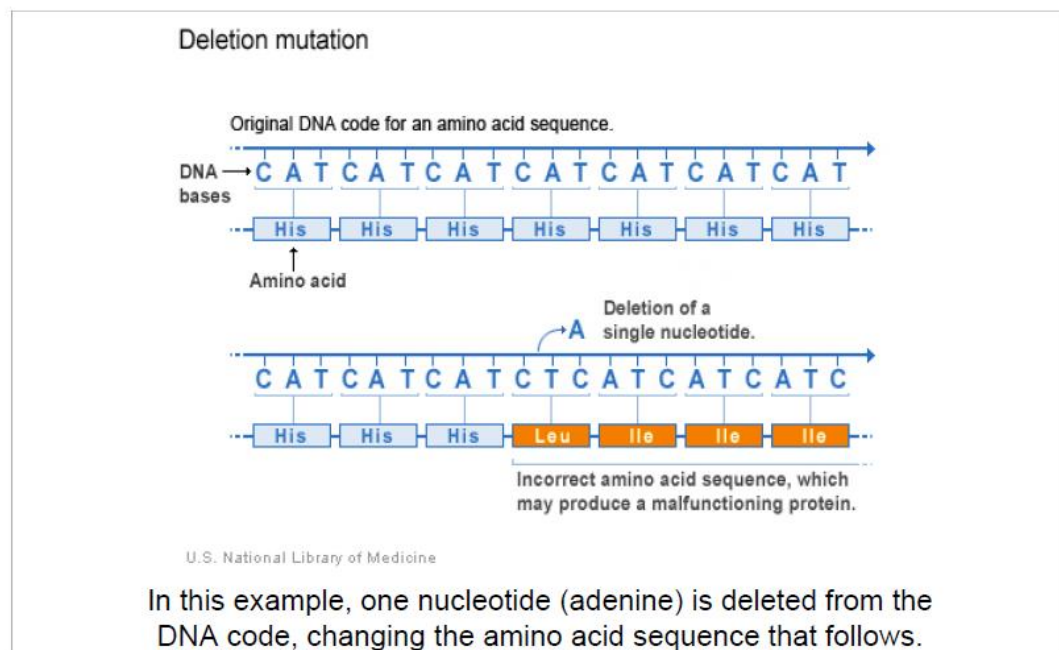 Deletion mutation
Original DNA code for an amino acid sequence.
DNA bases
C A T C A T C A T C A T C A T C A T C A T
His His His His His His His
Amino acid
A
Deletion of a
single nucleotide.
C A T C A T C A T C T C A T C A T C A T C
His His His Leu Ile Ile Ile
Incorrect amino acid sequence, which
may produce a malfunctioning protein.
U.S. National Library of Medicine
In this example, one nucleotide (adenine) is deleted from the
DNA code, changing the amino acid sequence that follows.